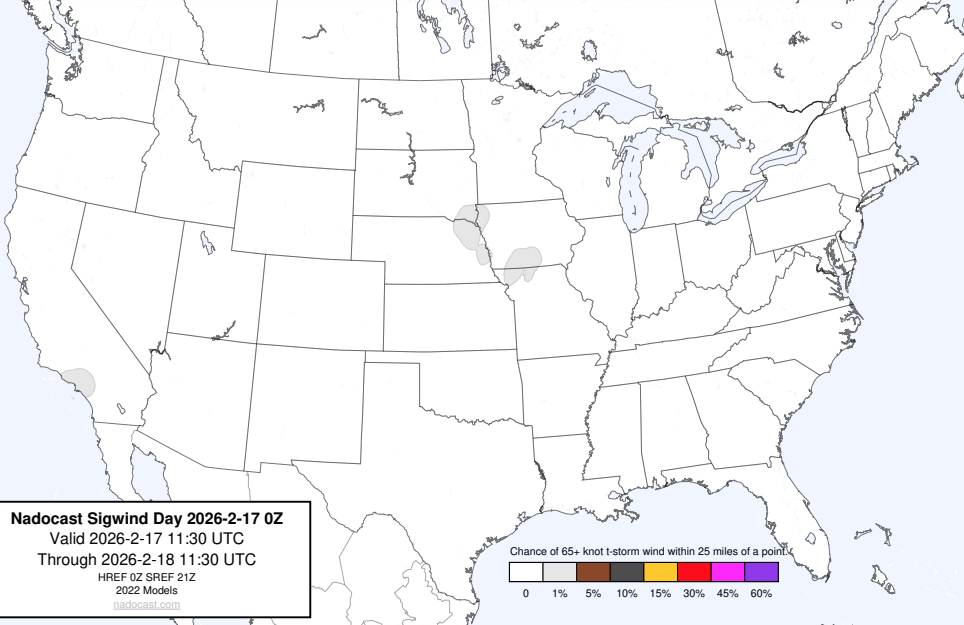 Nadocast Sigwind Day 2026-2-17 0Z
Valid 2026-2-17 11:30 UTC
Through 2026-2-18 11:30 UTC
HREF 0Z SREF 21Z
2022 Models
nadocast.com
Chance of 65+ knot t-storm wind within 25 miles of a point.
0 1% 5% 10% 15% 30% 45% 60%